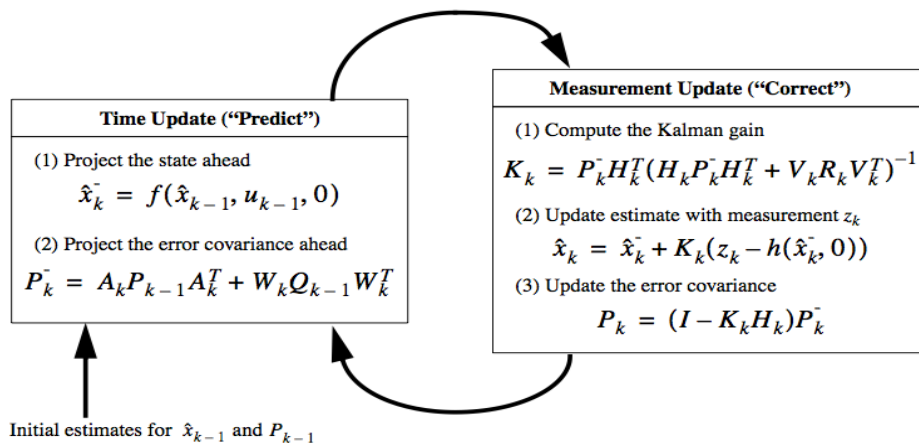 Time Update (“Predict”)
(1) Project the state ahead
x̂ₖ⁻ = f(x̂ₖ₋₁, uₖ₋₁, 0)
(2) Project the error covariance ahead
Pₖ⁻ = AₖPₖ₋₁Aₖᵀ + WₖQₖ₋₁Wₖᵀ
Measurement Update (“Correct”)
(1) Compute the Kalman gain
Kₖ = Pₖ⁻Hₖᵀ(HₖPₖ⁻Hₖᵀ + VₖRₖVₖᵀ)⁻¹
(2) Update estimate with measurement zₖ
x̂ₖ = x̂ₖ⁻ + Kₖ(zₖ – h(x̂ₖ⁻, 0))
(3) Update the error covariance
Pₖ = (I – KₖHₖ)Pₖ⁻
Initial estimates for x̂ₖ₋₁ and Pₖ₋₁